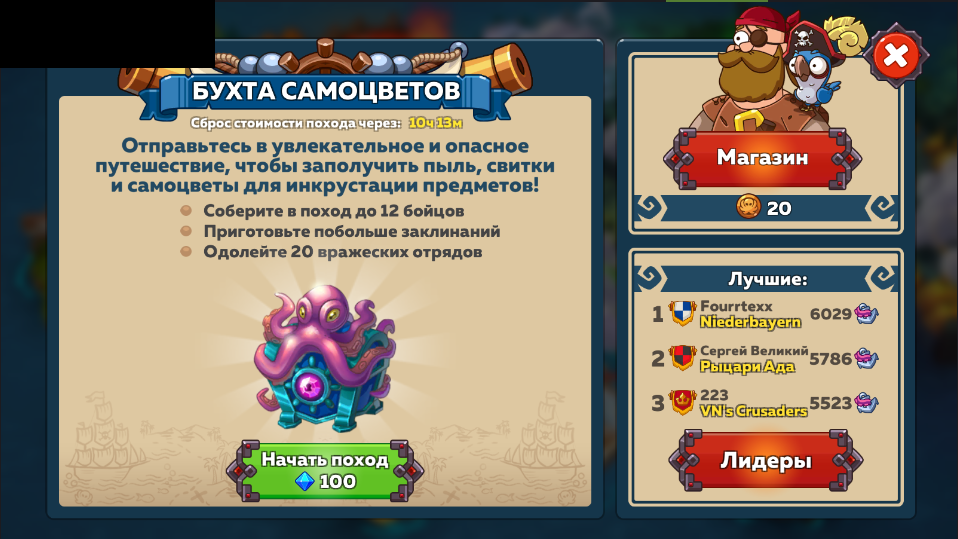 БУХТА САМОЦВЕТОВ
Сброс стоимости похода через: 10ч 13м
Отправьтесь в увлекательное и опасное
путешествие, чтобы заполучить пыль, свитки
и самоцветы для инкрустации предметов!
Соберите в поход до 12 бойцов
Приготовьте побольше заклинаний
Одолейте 20 вражеских отрядов
Начать поход
100
Магазин
20
Лучшие:
1 Fourrtexx 6029
Niederbayern
2 Сергей Великий 5786
Рыцари Ада
3 223 5523
VN's Crusaders
Лидеры